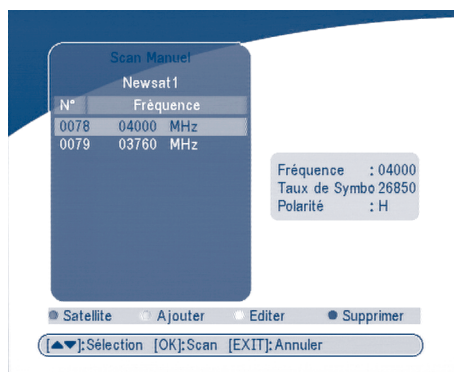 Scan Manuel
Newsat1
N° Fréquence
0078 04000 MHz
0079 03760 MHz
Fréquence : 04000
Taux de Symbo 26850
Polarité : H
Satellite Ajouter Editer Supprimer
[▲▼]:Sélection [OK]:Scan [EXIT]:Annuler